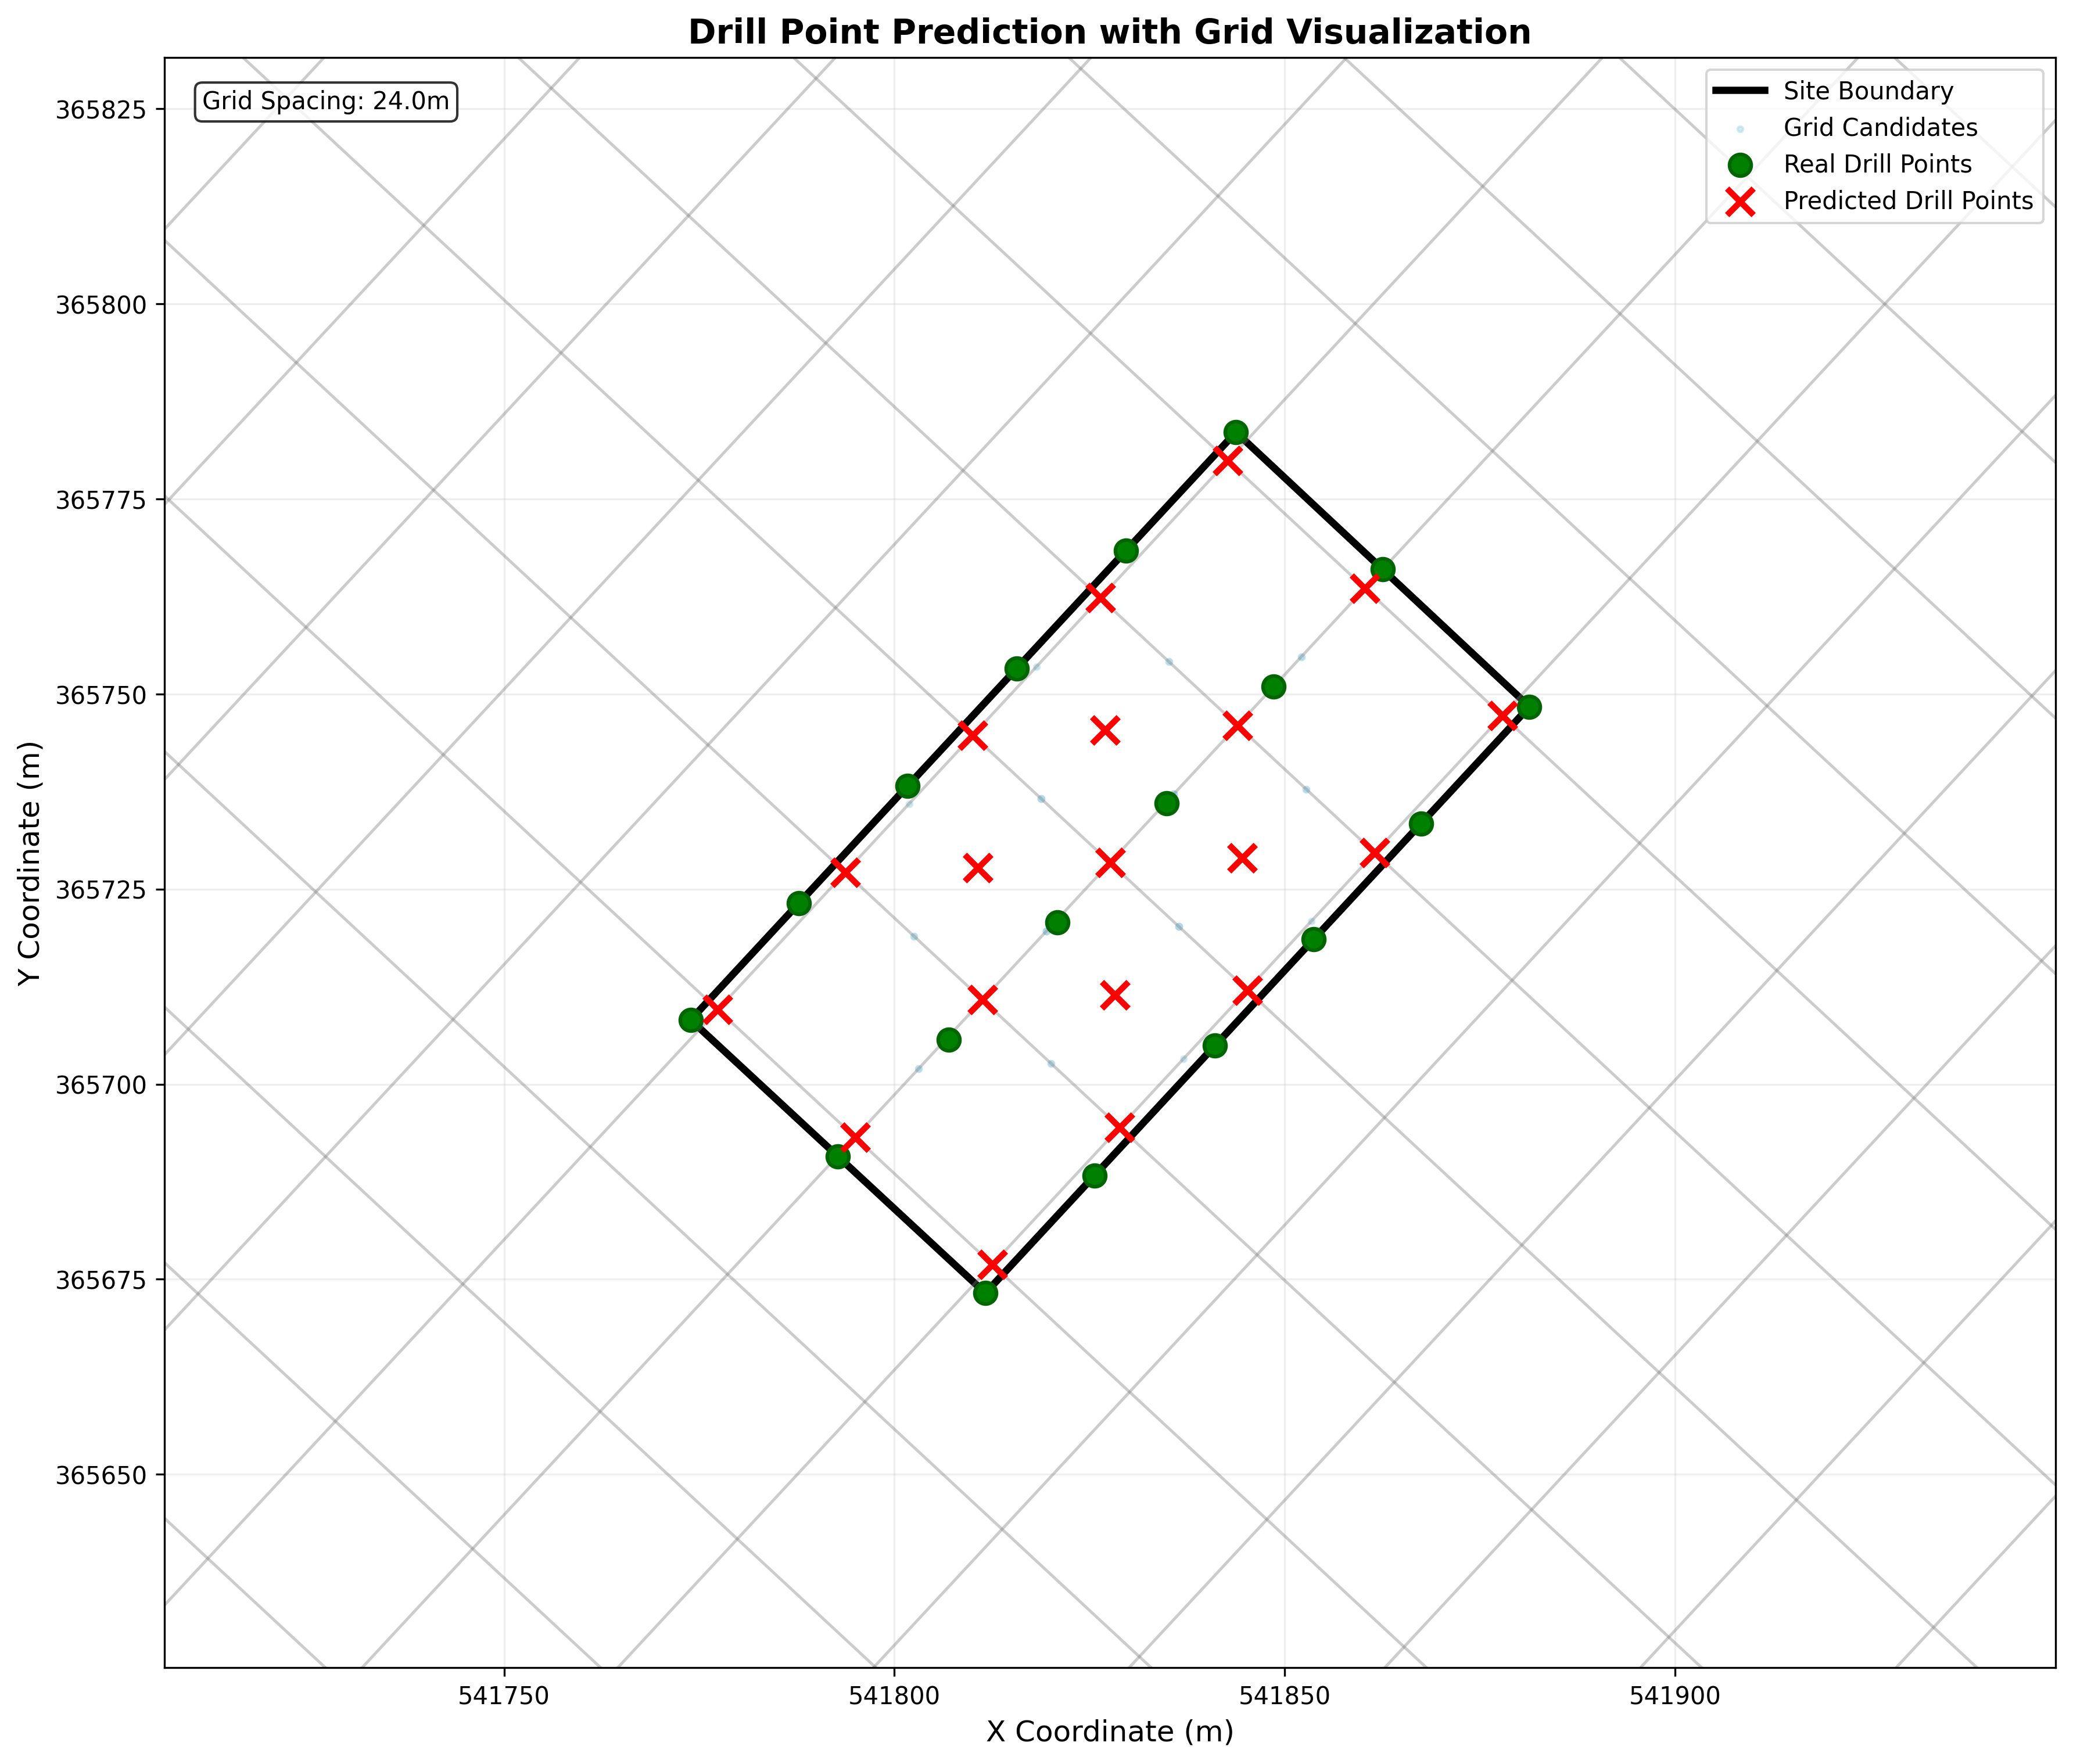 Drill Point Prediction with Grid Visualization
Grid Spacing: 24.0m
Site Boundary
Grid Candidates
Real Drill Points
Predicted Drill Points
Y Coordinate (m)
365825
365800
365775
365750
365725
365700
365675
365650
541750
541800
541850
541900
X Coordinate (m)